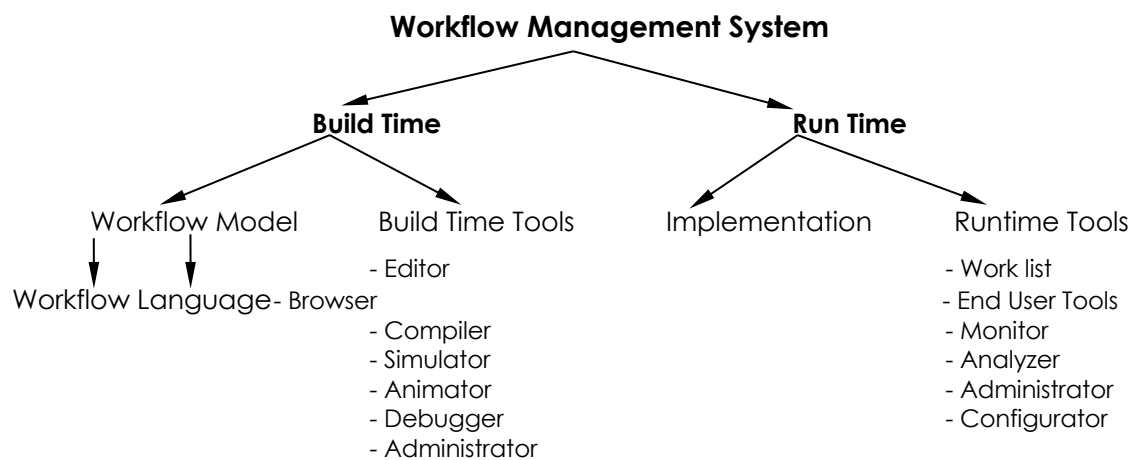 Workflow Management System
Build Time
Run Time
Workflow Model
Build Time Tools
Implementation
Runtime Tools
- Editor
- Work list
Workflow Language - Browser
- End User Tools
- Compiler
- Monitor
- Simulator
- Analyzer
- Animator
- Administrator
- Debugger
- Configurator
- Administrator